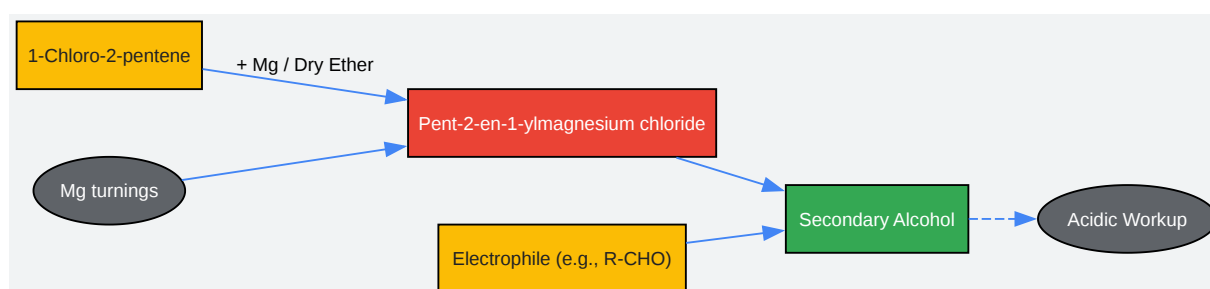 1-Chloro-2-pentene
+ Mg / Dry Ether
Pent-2-en-1-ylmagnesium chloride
Mg turnings
Secondary Alcohol
Acidic Workup
Electrophile (e.g., R-CHO)